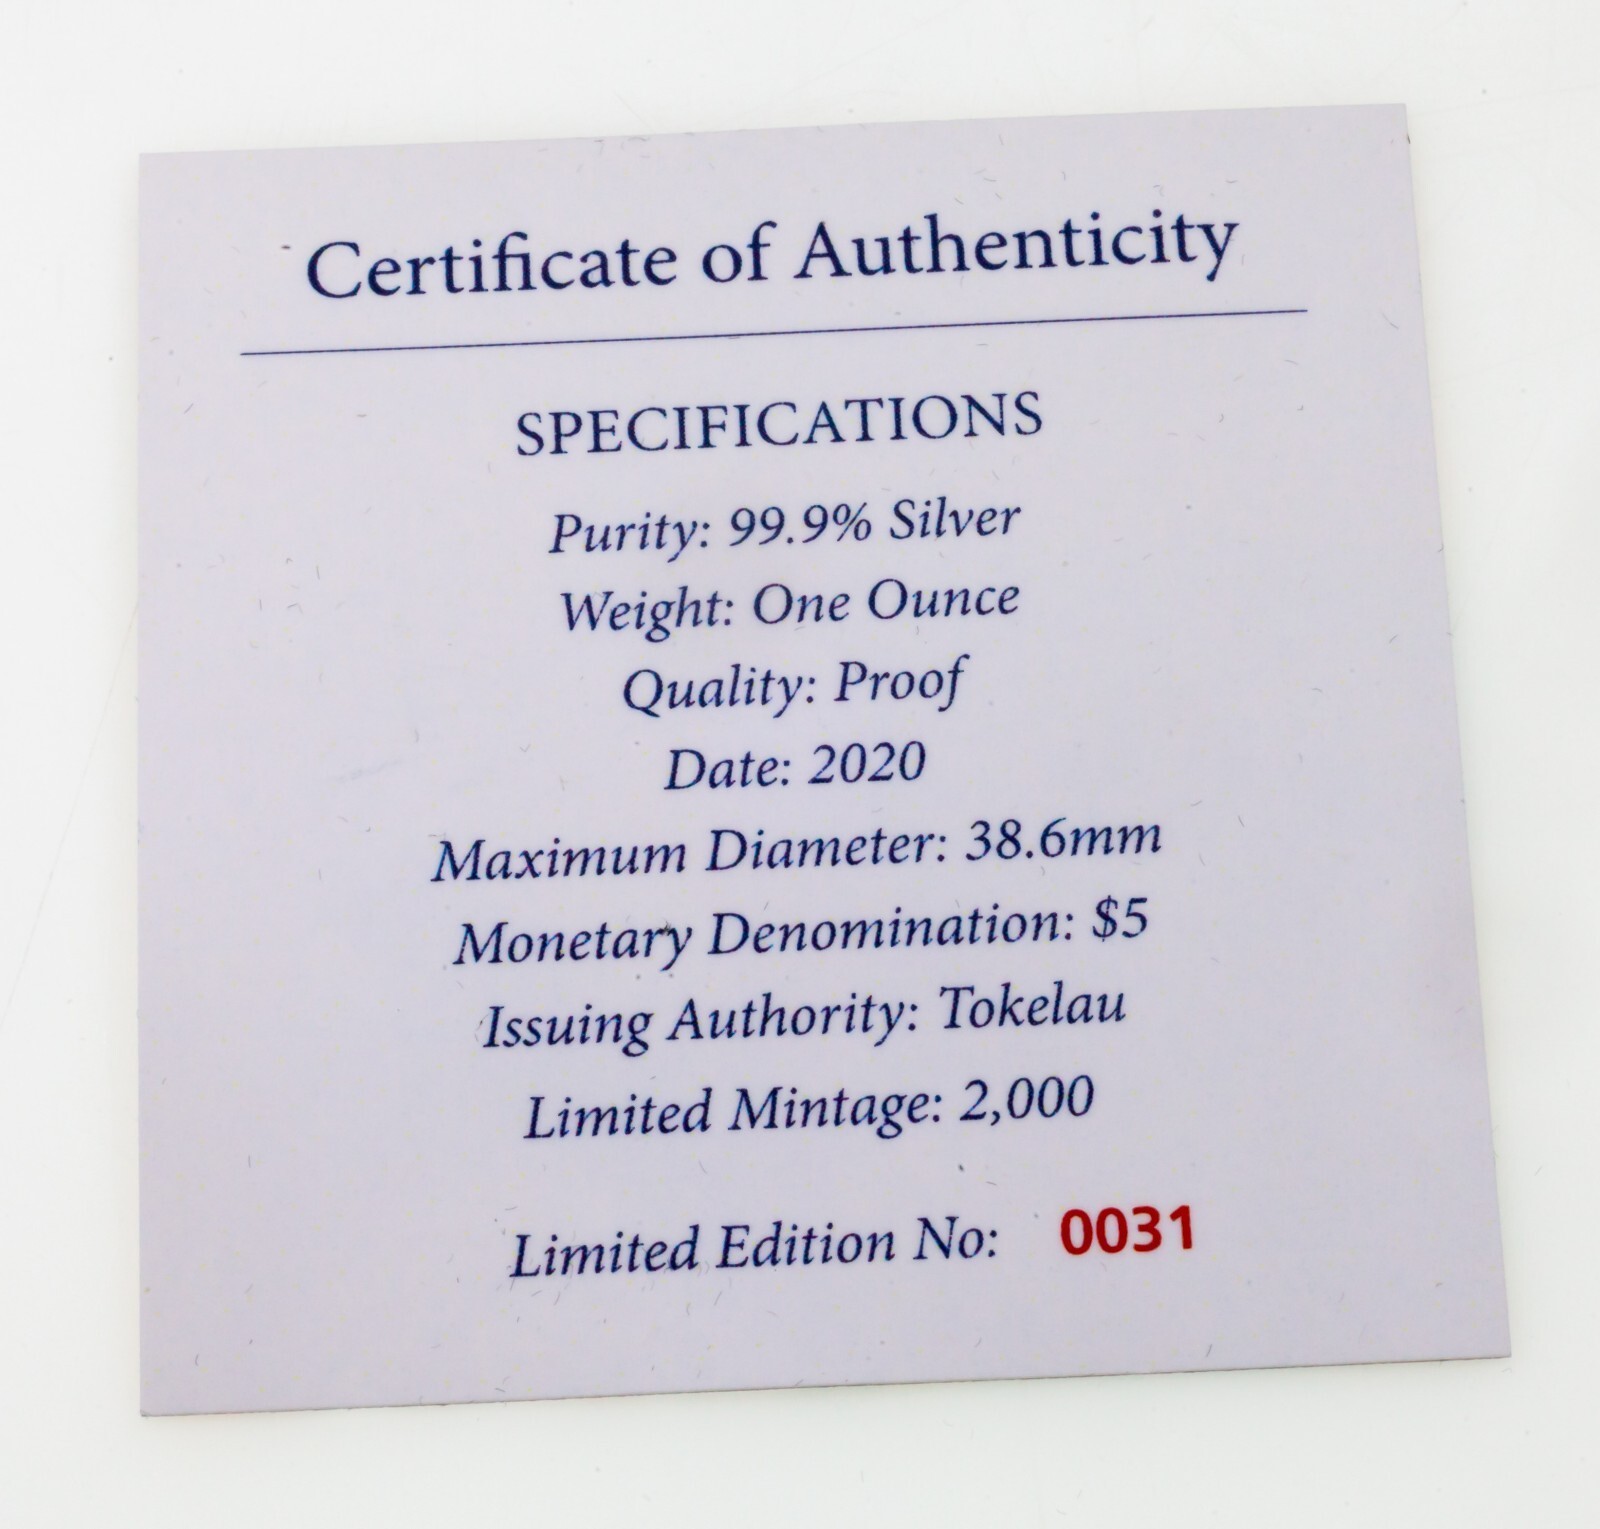 Certificate of Authenticity
SPECIFICATIONS
Purity: 99.9% Silver
Weight: One Ounce
Quality: Proof
Date: 2020
Maximum Diameter: 38.6mm
Monetary Denomination: $5
Issuing Authority: Tokelau
Limited Mintage: 2,000
Limited Edition No: 0031